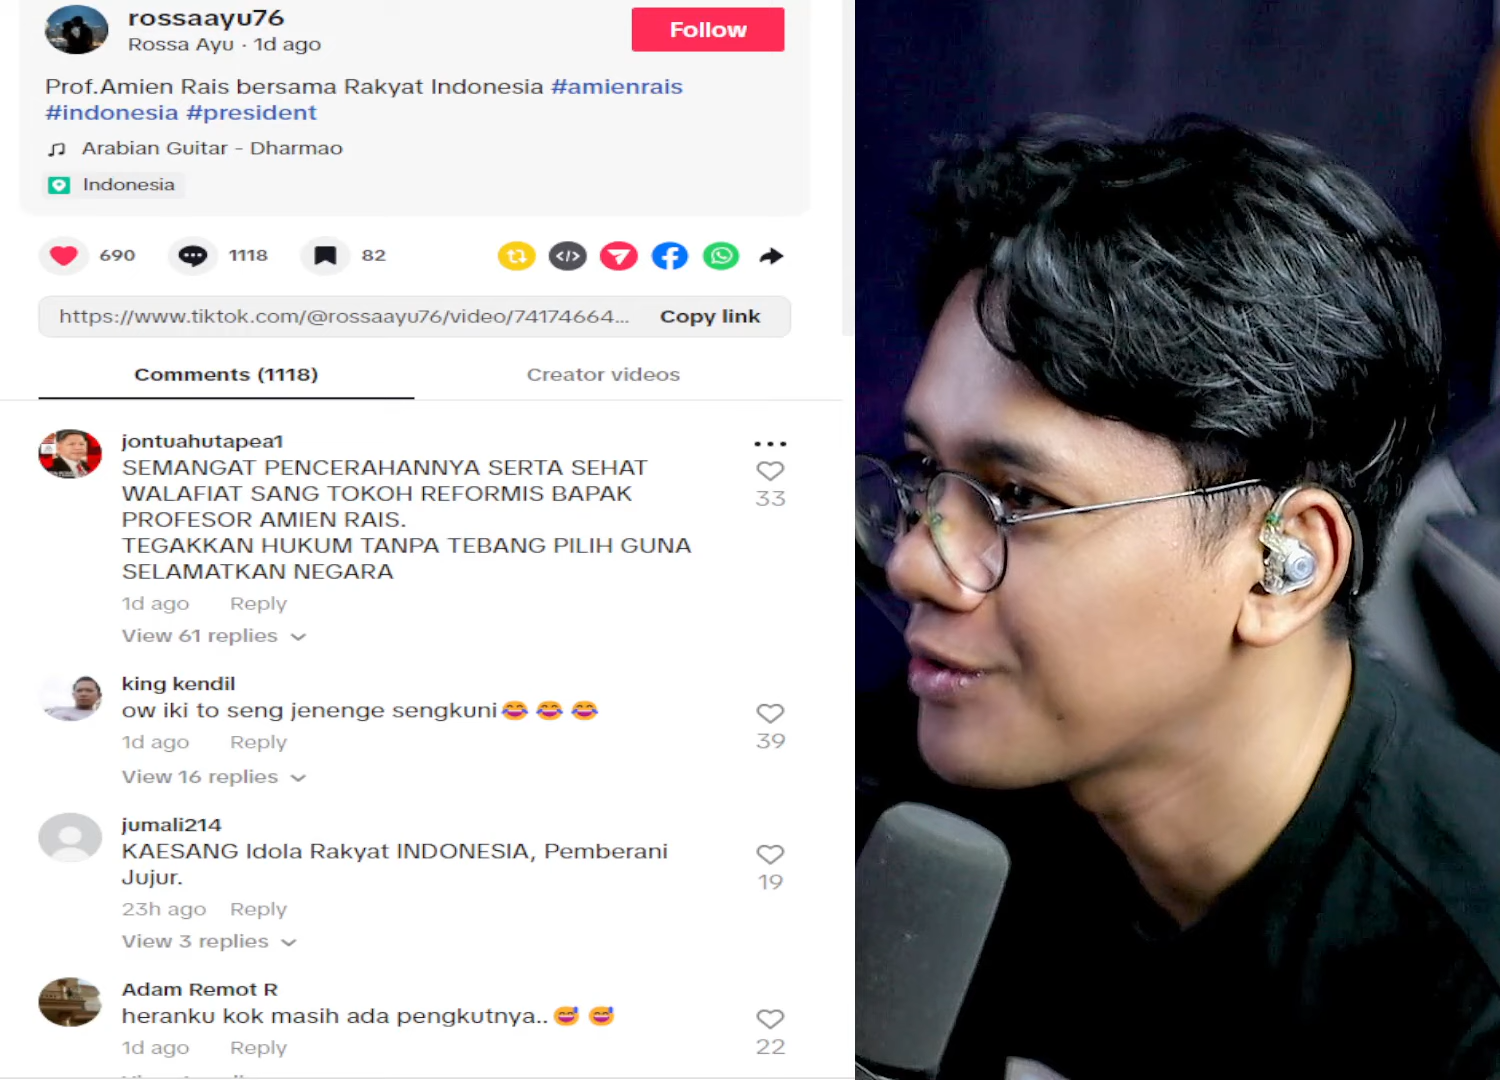 rossaayu76
Rossa Ayu · 1d ago
Follow
Prof.Amien Rais bersama Rakyat Indonesia #amienrais
#indonesia #president
Arabian Guitar - Dharmao
Indonesia
690
1118
82
https://www.tiktok.com/@rossaayu76/video/74174664...
Copy link
Comments (1118)
Creator videos
jontuahutapea1
SEMANGAT PENCERAHANNYA SERTA SEHAT
WALAFIAT SANG TOKOH REFORMIS BAPAK
PROFESOR AMIEN RAIS.
TEGAKKAN HUKUM TANPA TEBANG PILIH GUNA
SELAMATKAN NEGARA
33
1d ago Reply
View 61 replies
king kendil
ow iki to seng jenenge sengkuni😂 😂 😂
39
1d ago Reply
View 16 replies
jumali214
KAESANG Idola Rakyat INDONESIA, Pemberani
Jujur.
19
23h ago Reply
View 3 replies
Adam Remot R
heranku kok masih ada pengkutnya.. 😅 😅
22
1d ago Reply